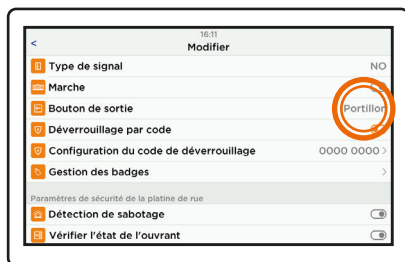 16:11
< Modifier
Type de signal NO
Marche
Bouton de sortie Portillon
Déverrouillage par code
Configuration du code de déverrouillage 0000 0000 >
Gestion des badges >
Paramètres de sécurité de la platine de rue
Détection de sabotage
Vérifier l'état de l'ouvrant